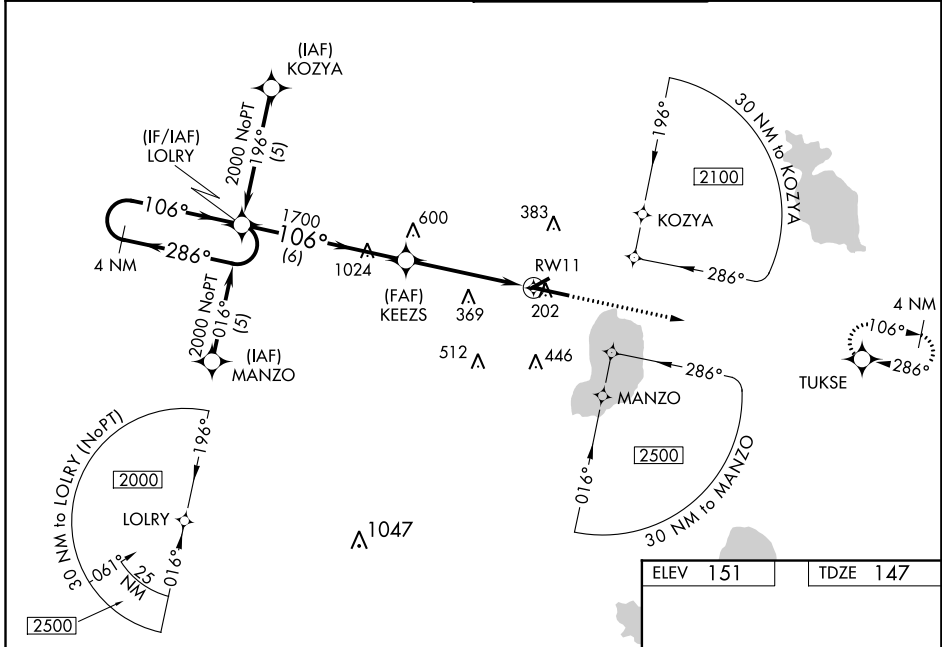 (IAF)
KOZYA
2000 NoPT
196°
(5)
(IF/IAF)
LOLRY
106°
286°
4 NM
1700
106°
(6)
1024
600
(FAF)
KEEZS
2000 NoPT
016°
(5)
(IAF)
MANZO
383
RW11
202
369
512
446
30 NM to KOZYA
196°
2100
KOZYA
286°
4 NM
106°
286°
TUKSE
286°
MANZO
2500
016°
30 NM to MANZO
30 NM to LOLRY (NoPT)
196°
2000
LOLRY
016°
061°
25
NM
2500
1047
ELEV 151
TDZE 147